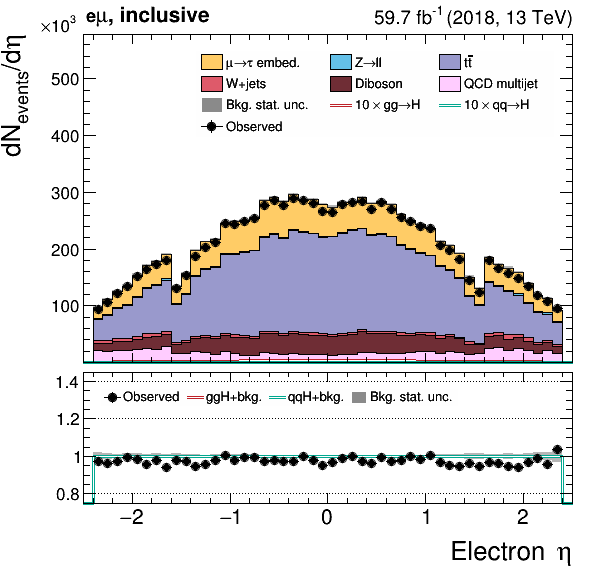 ×10³ eμ, inclusive 59.7 fb⁻¹ (2018, 13 TeV)
dN_events/dη
μ→τ embed. Z→ll tt̄
W+jets Diboson QCD multijet
Bkg. stat. unc. 10 × gg→H 10 × qq→H
Observed
500
400
300
200
100
1.4
Observed ggH+bkg. qqH+bkg. Bkg. stat. unc.
1.2
1
0.8
−2 −1 0 1 2
Electron η